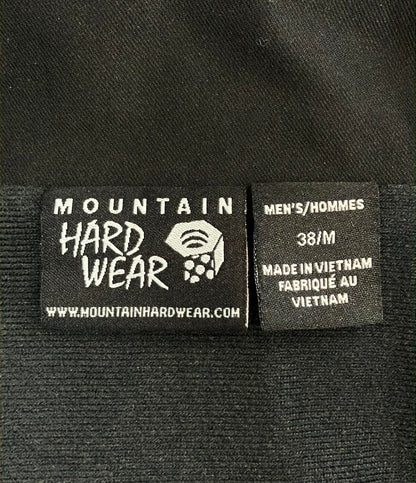 MOUNTAIN
HARD
WEAR
WWW.MOUNTAINHARDWEAR.COM
MEN'S/HOMMES
38/M
MADE IN VIETNAM
FABRIQUÉ AU
VIETNAM